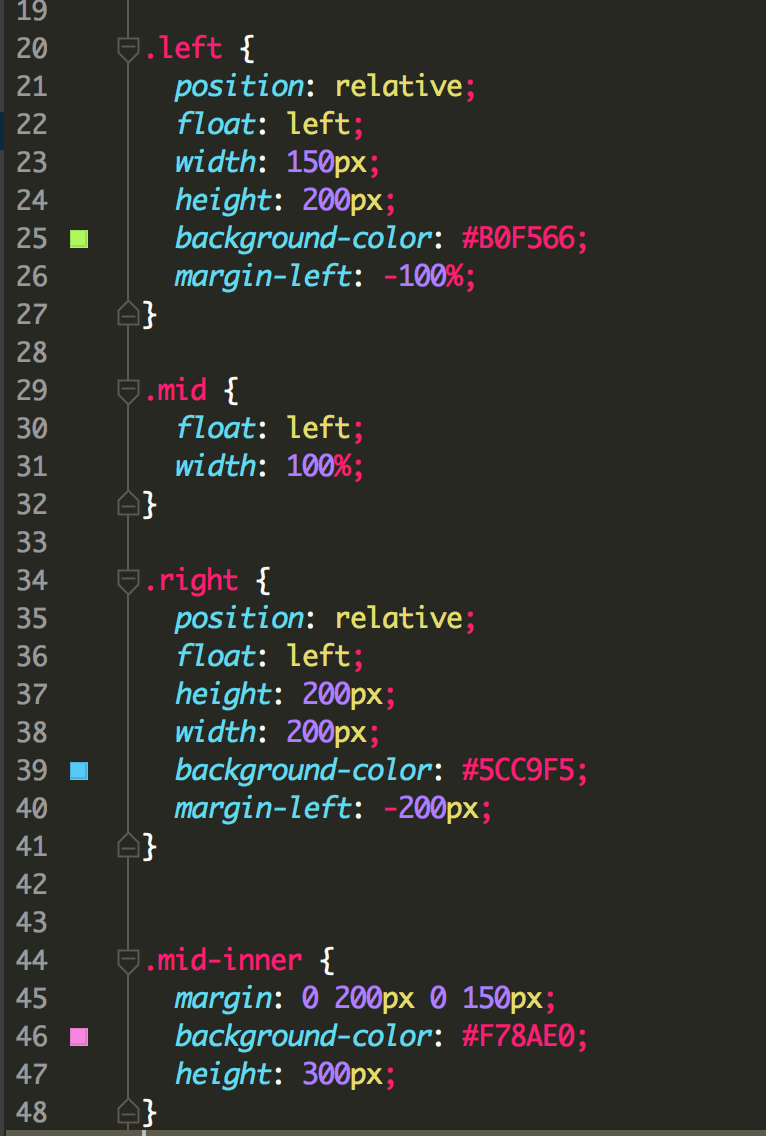 19
20 .left {
21 position: relative;
22 float: left;
23 width: 150px;
24 height: 200px;
25 background-color: #B0F566;
26 margin-left: -100%;
27 }
28
29 .mid {
30 float: left;
31 width: 100%;
32 }
33
34 .right {
35 position: relative;
36 float: left;
37 height: 200px;
38 width: 200px;
39 background-color: #5CC9F5;
40 margin-left: -200px;
41 }
42
43
44 .mid-inner {
45 margin: 0 200px 0 150px;
46 background-color: #F78AE0;
47 height: 300px;
48 }